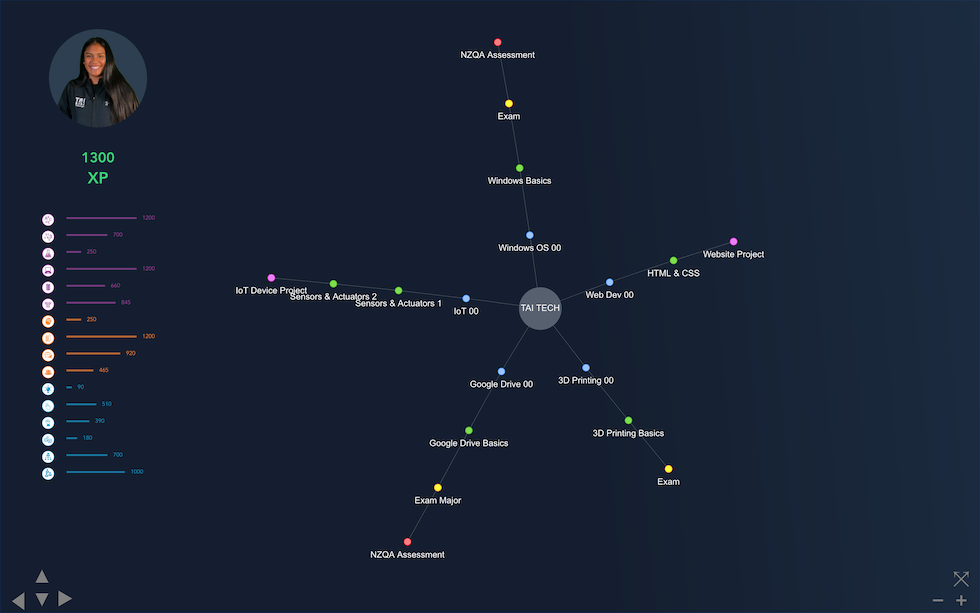 TAI
1300
XP
1300
700
250
1200
660
845
250
1200
920
465
90
510
390
180
700
1000
NZQA Assessment
Exam
Windows Basics
Windows OS 00
Website Project
HTML & CSS
Web Dev 00
IoT Device Project
Sensors & Actuators 2
Sensors & Actuators 1
IoT 00
TAI TECH
Google Drive 00
3D Printing 00
Google Drive Basics
3D Printing Basics
Exam
Exam Major
NZQA Assessment